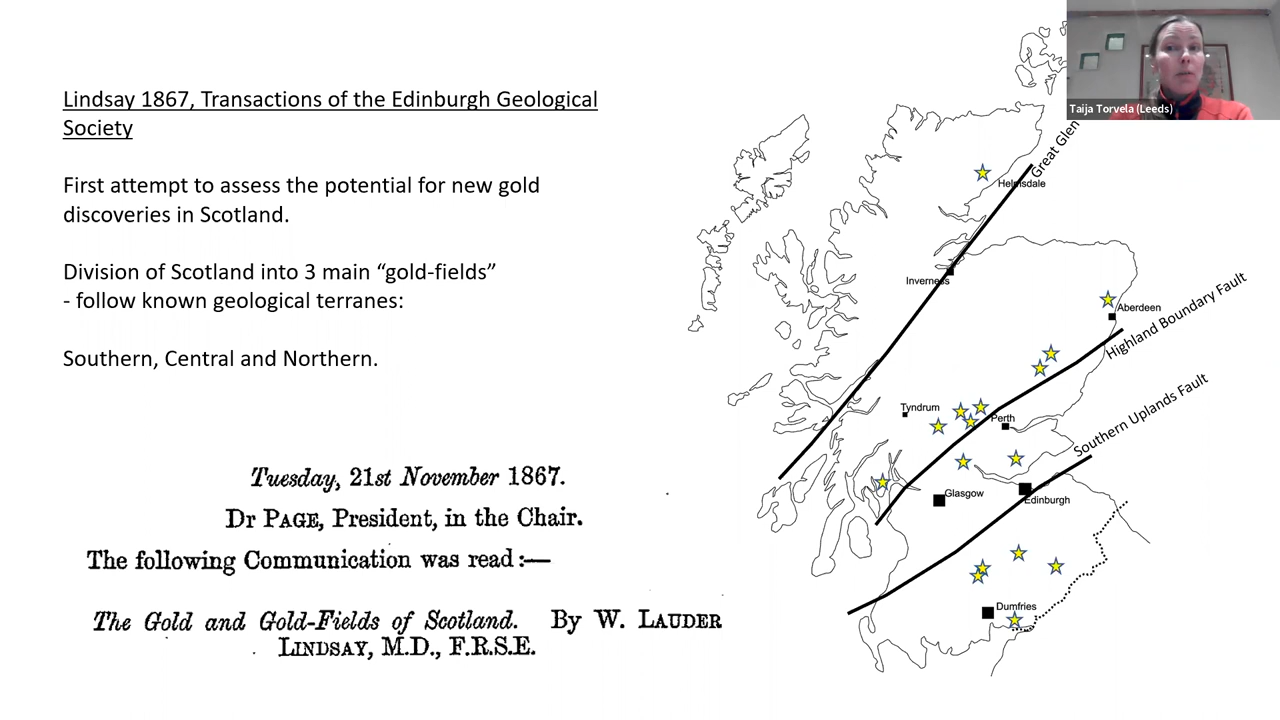 Lindsay 1867, Transactions of the Edinburgh Geological
Society
First attempt to assess the potential for new gold
discoveries in Scotland.
Division of Scotland into 3 main “gold-fields”
- follow known geological terranes:
Southern, Central and Northern.
Tuesday, 21st November 1867.
Dr PAGE, President, in the Chair.
The following Communication was read :—
The Gold and Gold-Fields of Scotland. By W. LAUDER
LINDSAY, M.D., F.R.S.E.
Taija Torvela (Leeds)
Great Glen
Helmsdale
Inverness
Aberdeen
Highland Boundary Fault
Tyndrum
Perth
Southern Uplands Fault
Glasgow
Edinburgh
Dumfries